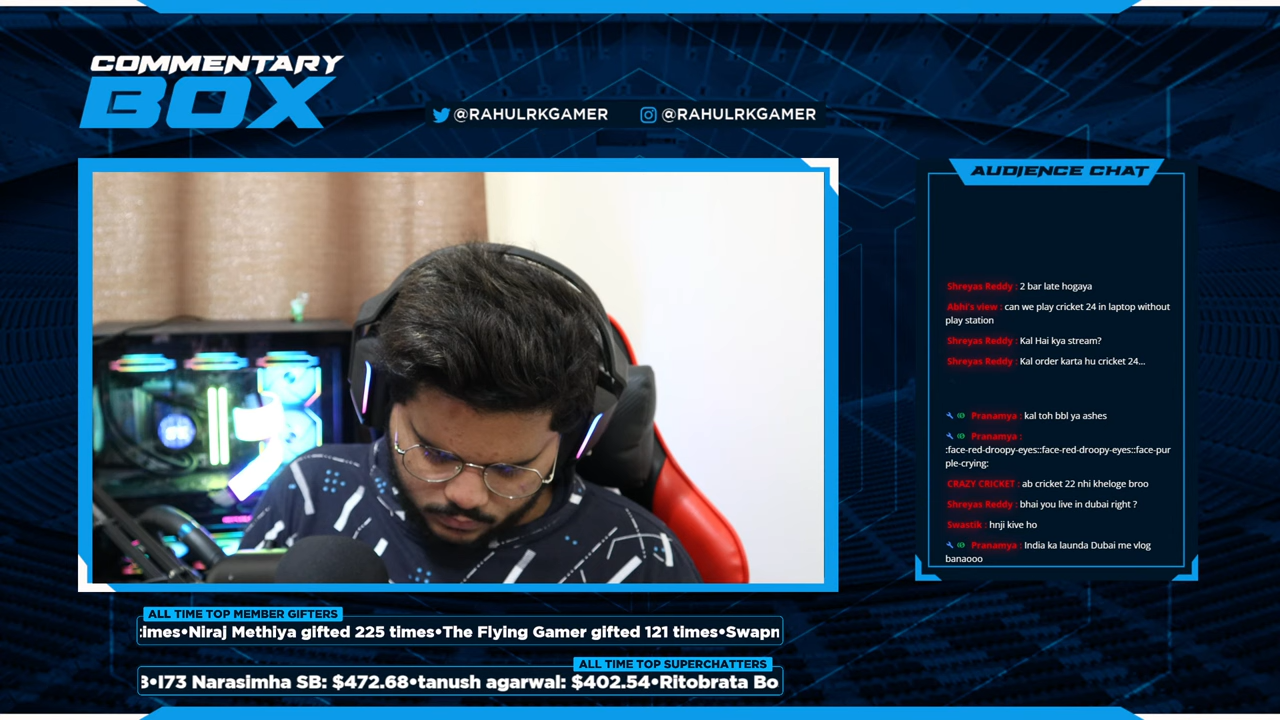 COMMENTARY
BOX
@RAHULRKGAMER @RAHULRKGAMER
AUDIENCE CHAT
Shreyas Reddy : 2 bar late hogaya
Abhi's view : can we play cricket 24 in laptop without
play station
Shreyas Reddy : Kal Hai kya stream?
Shreyas Reddy : Kal order karta hu cricket 24...
Pranamya : kal toh bbl ya ashes
Pranamya :
:face-red-droopy-eyes::face-red-droopy-eyes::face-pur
ple-crying:
CRAZY CRICKET : ab cricket 22 nhi kheloge broo
Shreyas Reddy : bhai you live in dubai right ?
Swastik : hnji kive ho
Pranamya : India ka launda Dubai me vlog
banaooo
ALL TIME TOP MEMBER GIFTERS
times•Niraj Methiya gifted 225 times•The Flying Gamer gifted 121 times•Swapn
ALL TIME TOP SUPERCHATTERS
3•I73 Narasimha SB: $472.68•tanush agarwal: $402.54•Ritobrata Bo